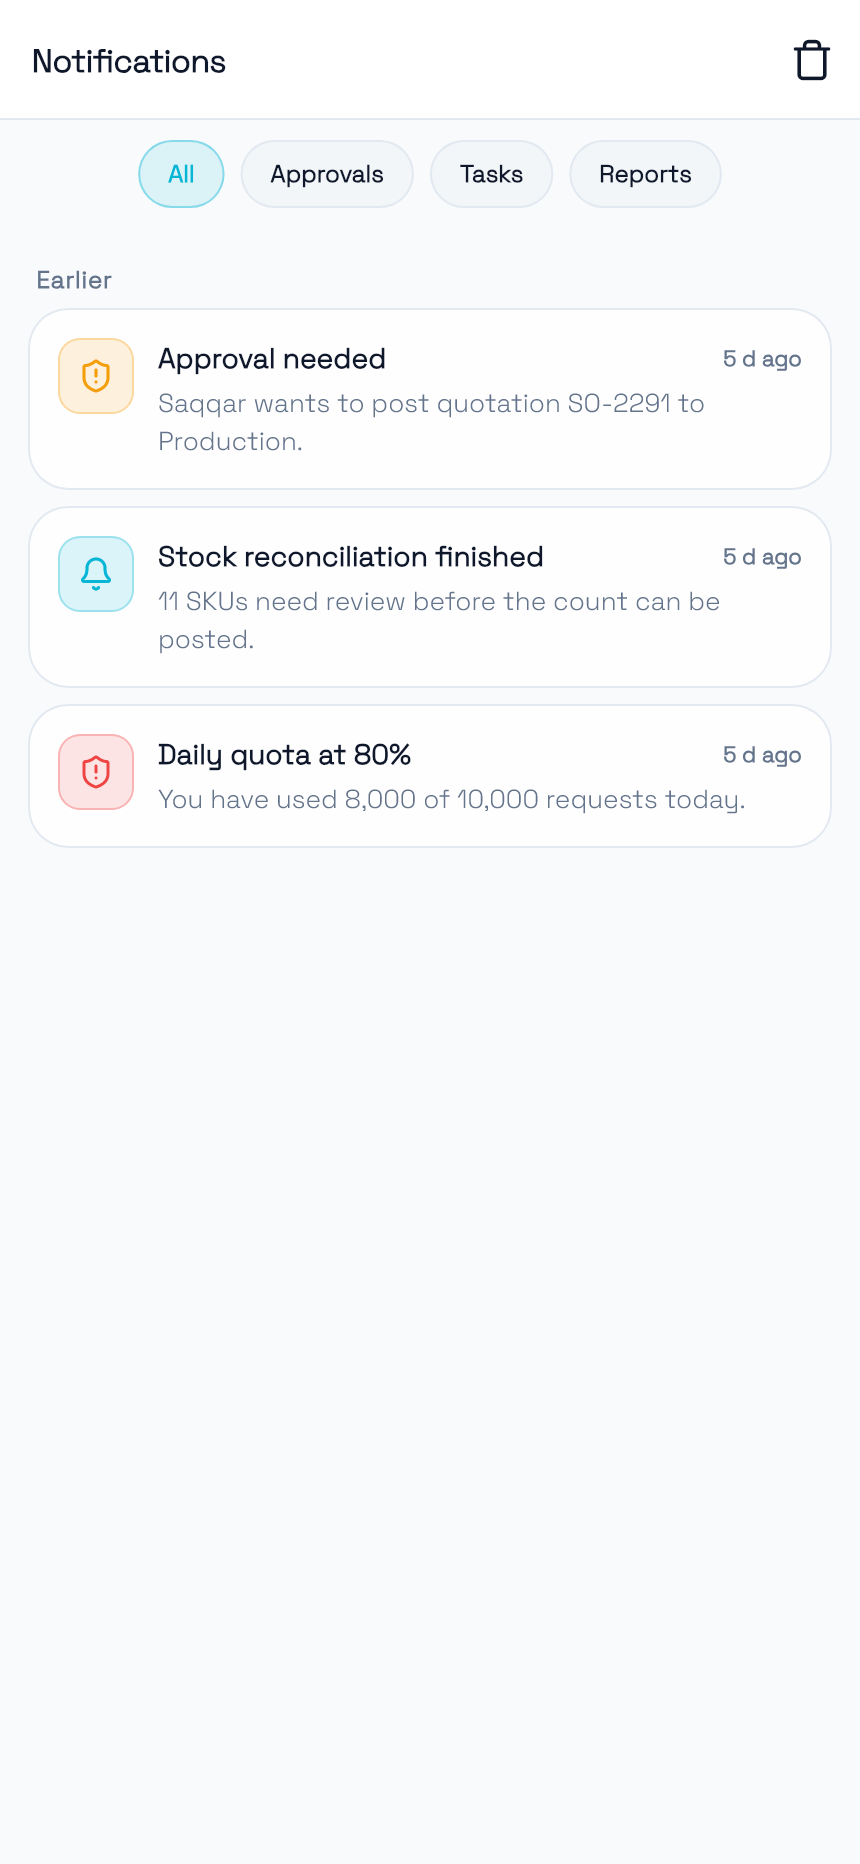 Notifications
All
Approvals
Tasks
Reports
Earlier
Approval needed
5 d ago
Saqqar wants to post quotation SO-2291 to
Production.
Stock reconciliation finished
5 d ago
11 SKUs need review before the count can be
posted.
Daily quota at 80%
5 d ago
You have used 8,000 of 10,000 requests today.